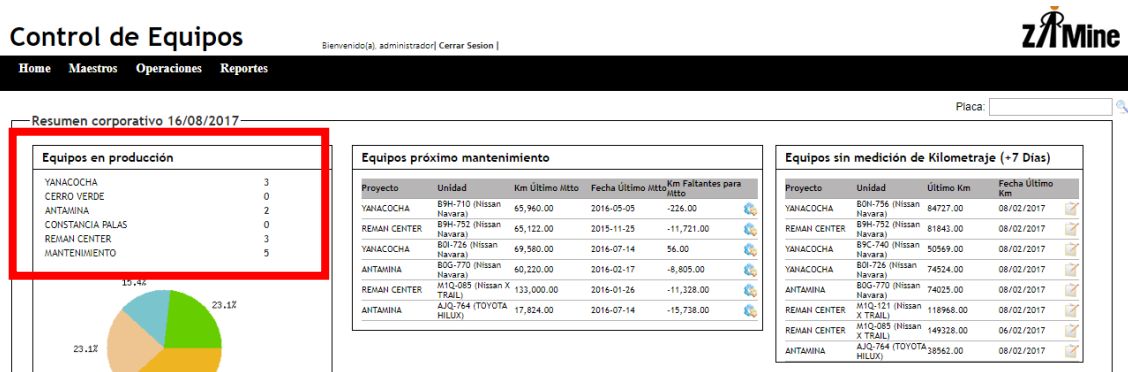 Control de Equipos
Bienvenido(a), administrador| Cerrar Sesion |
ZAMine
Home Maestros Operaciones Reportes
Placa:
Resumen corporativo 16/08/2017
Equipos en producción
YANACOCHA 3
CERRO VERDE 0
ANTAMINA 2
CONSTANCIA PALAS 0
REMAN CENTER 3
MANTENIMIENTO 5
15.4%
23.1%
23.1%
Equipos próximo mantenimiento
Proyecto Unidad Km Último Mtto Fecha Último Mtto Km Faltantes para Mtto
YANACOCHA B9H-710 (Nissan Navara) 65,960.00 2016-05-05 -226.00
REMAN CENTER B9H-752 (Nissan Navara) 65,122.00 2015-11-25 -11,721.00
YANACOCHA B0I-726 (Nissan Navara) 69,580.00 2016-07-14 56.00
ANTAMINA B0G-770 (Nissan Navara) 60,220.00 2016-02-17 -8,805.00
REMAN CENTER M1Q-085 (Nissan X TRAIL) 133,000.00 2016-01-26 -11,328.00
ANTAMINA AJQ-764 (TOYOTA HILUX) 17,824.00 2016-07-14 -15,738.00
Equipos sin medición de Kilometraje (+7 Días)
Proyecto Unidad Último Km Fecha Último Km
YANACOCHA B0N-756 (Nissan Navara) 84727.00 08/02/2017
REMAN CENTER B9H-752 (Nissan Navara) 81843.00 08/02/2017
YANACOCHA B9C-740 (Nissan Navara) 50569.00 08/02/2017
YANACOCHA B0I-726 (Nissan Navara) 74524.00 08/02/2017
ANTAMINA B0G-770 (Nissan Navara) 74025.00 08/02/2017
REMAN CENTER M1Q-121 (Nissan X TRAIL) 118968.00 08/02/2017
REMAN CENTER M1Q-085 (Nissan X TRAIL) 149328.00 06/02/2017
ANTAMINA AJQ-764 (TOYOTA HILUX) 38562.00 08/02/2017